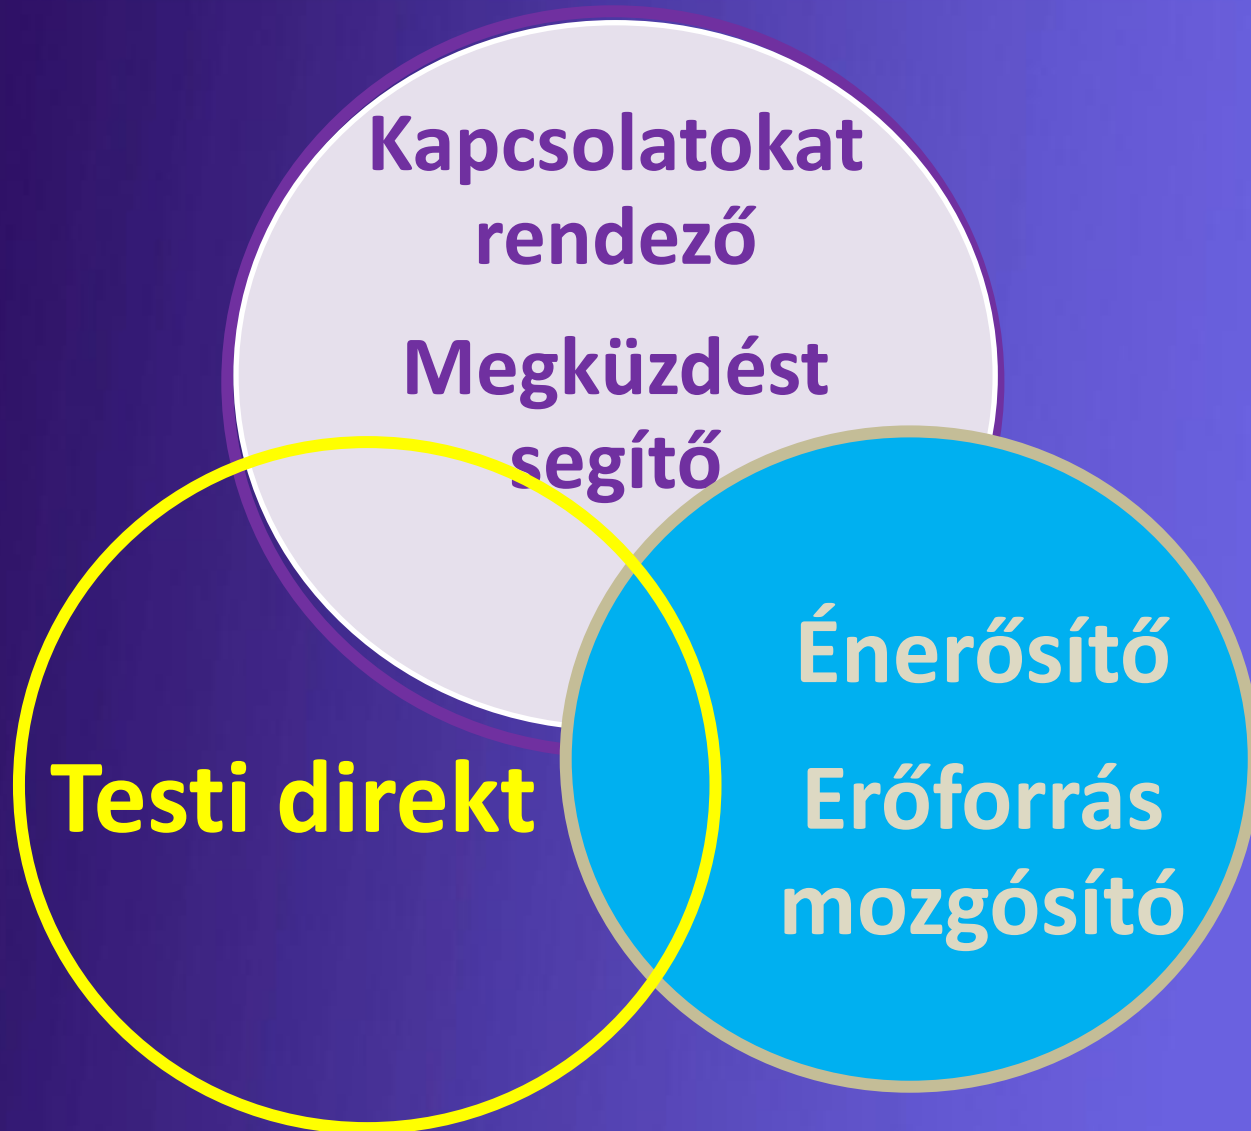 Kapcsolatokat
rendező
Megküzdést
segítő
Testi direkt
Énerősítő
Erőforrás
mozgósító